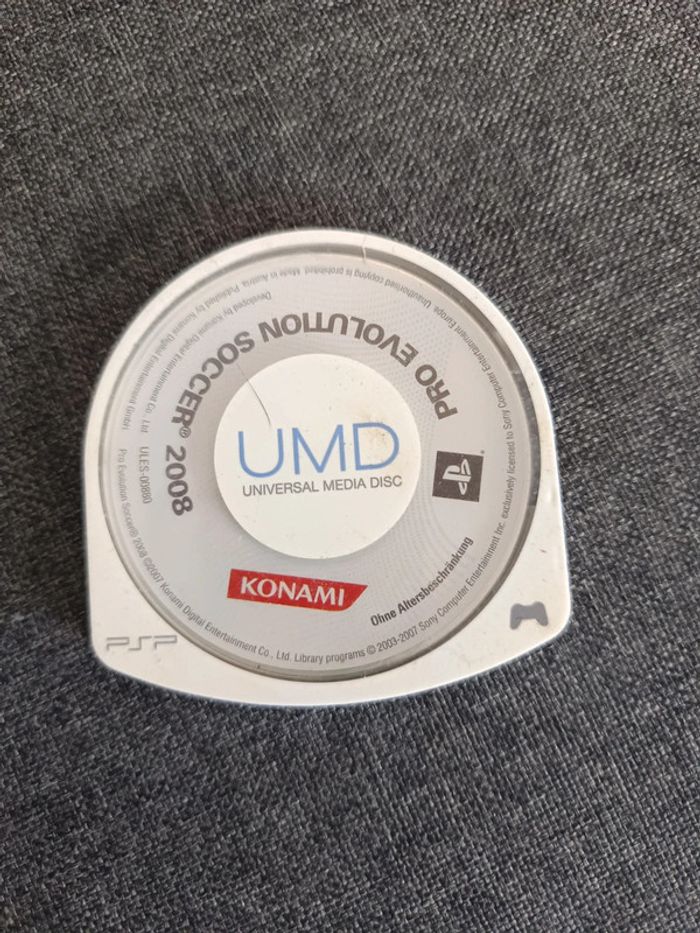 PRO EVOLUTION SOCCER® 2008
UMD
UNIVERSAL MEDIA DISC
KONAMI
Ohne Altersbeschränkung
PSP
Pro Evolution Soccer® 2008 ©2007 Konami Digital Entertainment Co., Ltd. Library programs © 2003-2007 Sony Computer Entertainment Inc. exclusively licensed to Sony Computer Entertainment Europe. Unauthorised copying is prohibited. Made in Austria. Published by Konami Digital Entertainment GmbH.
Developed by Konami Digital Entertainment Co., Ltd. ULES-00880